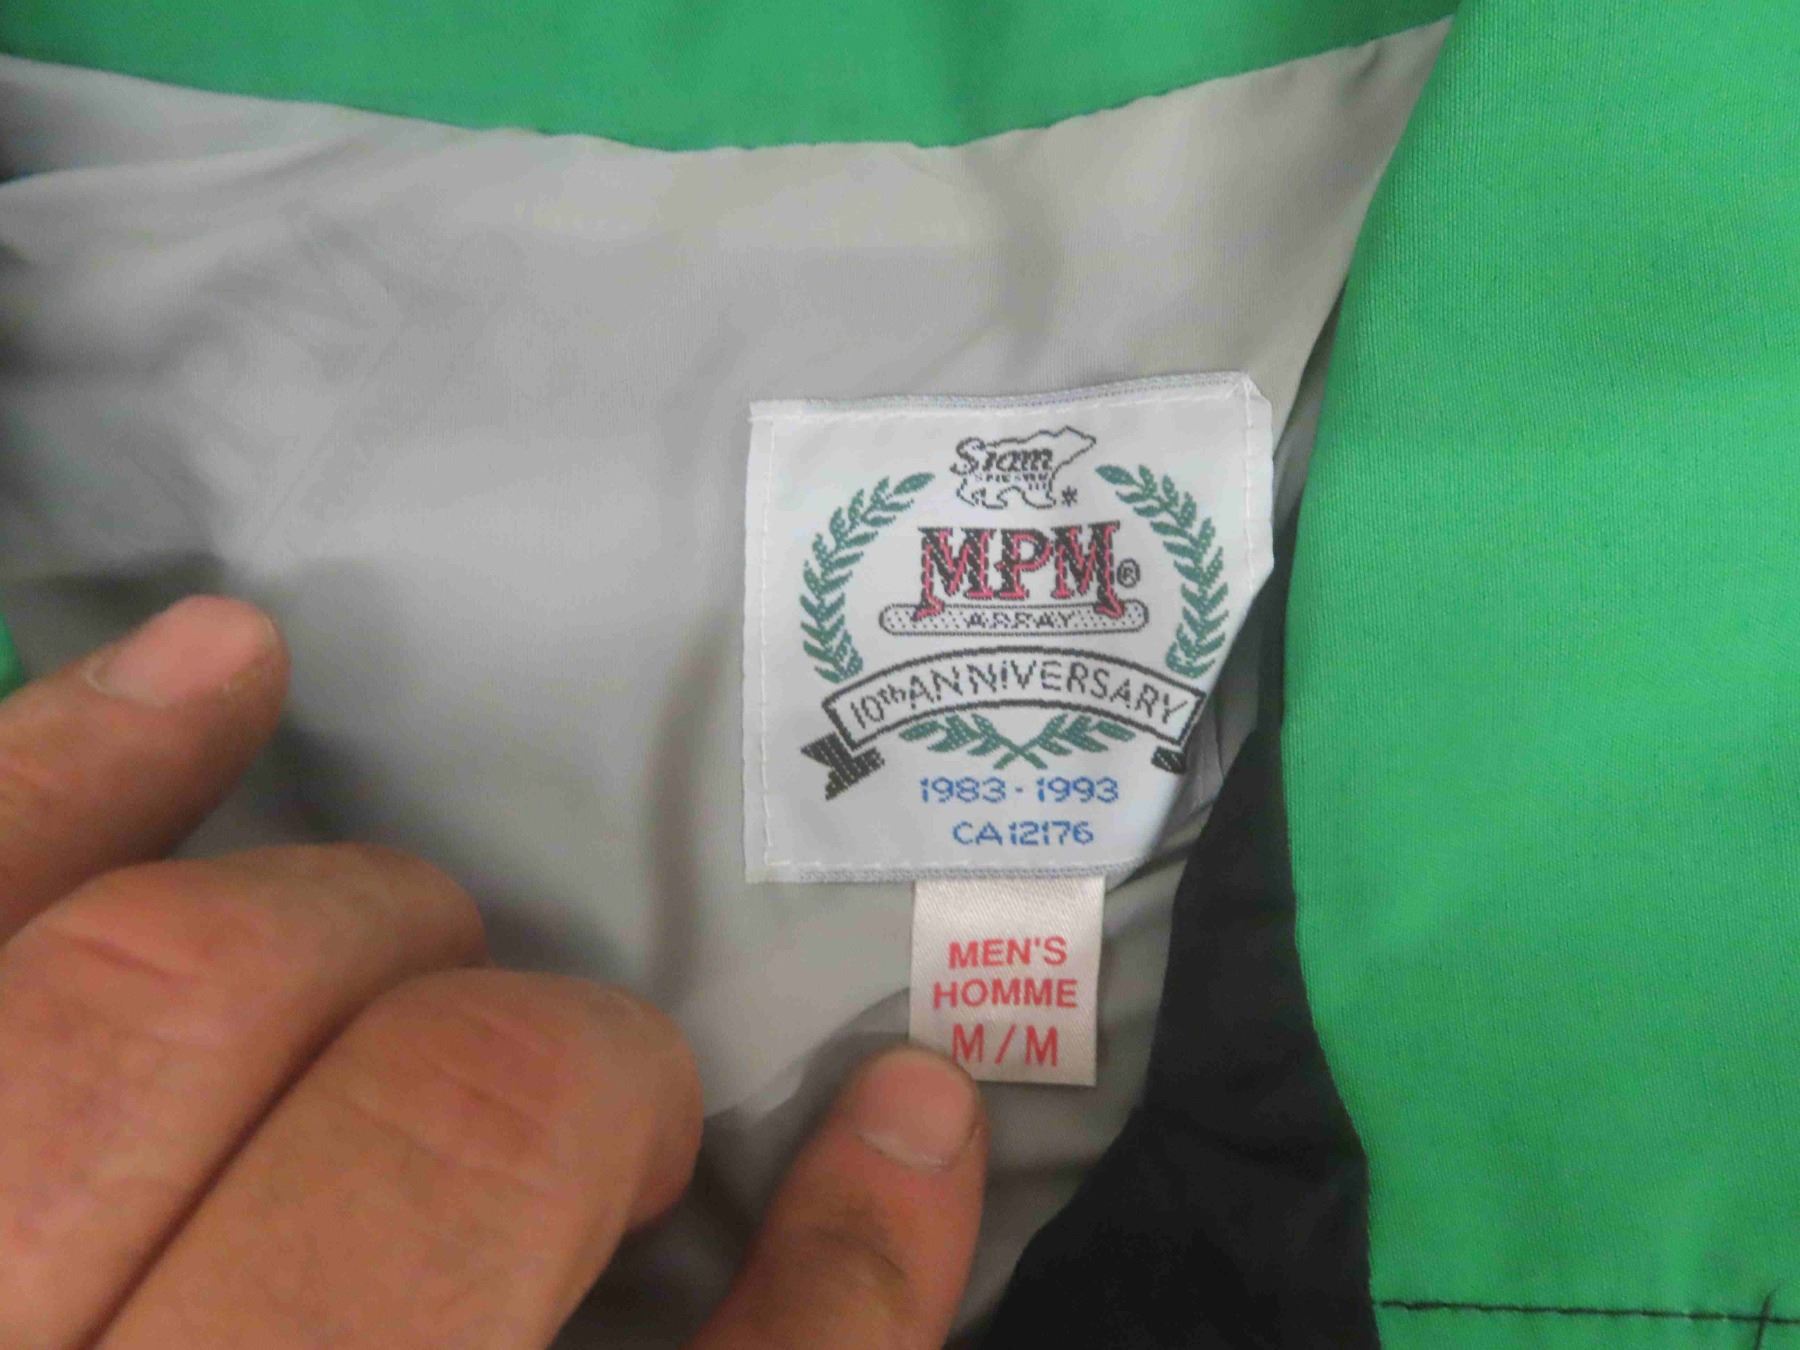 Siam
MPM®
ARRAY
10th ANNIVERSARY
1983 - 1993
CA 12176
MEN'S
HOMME
M / M